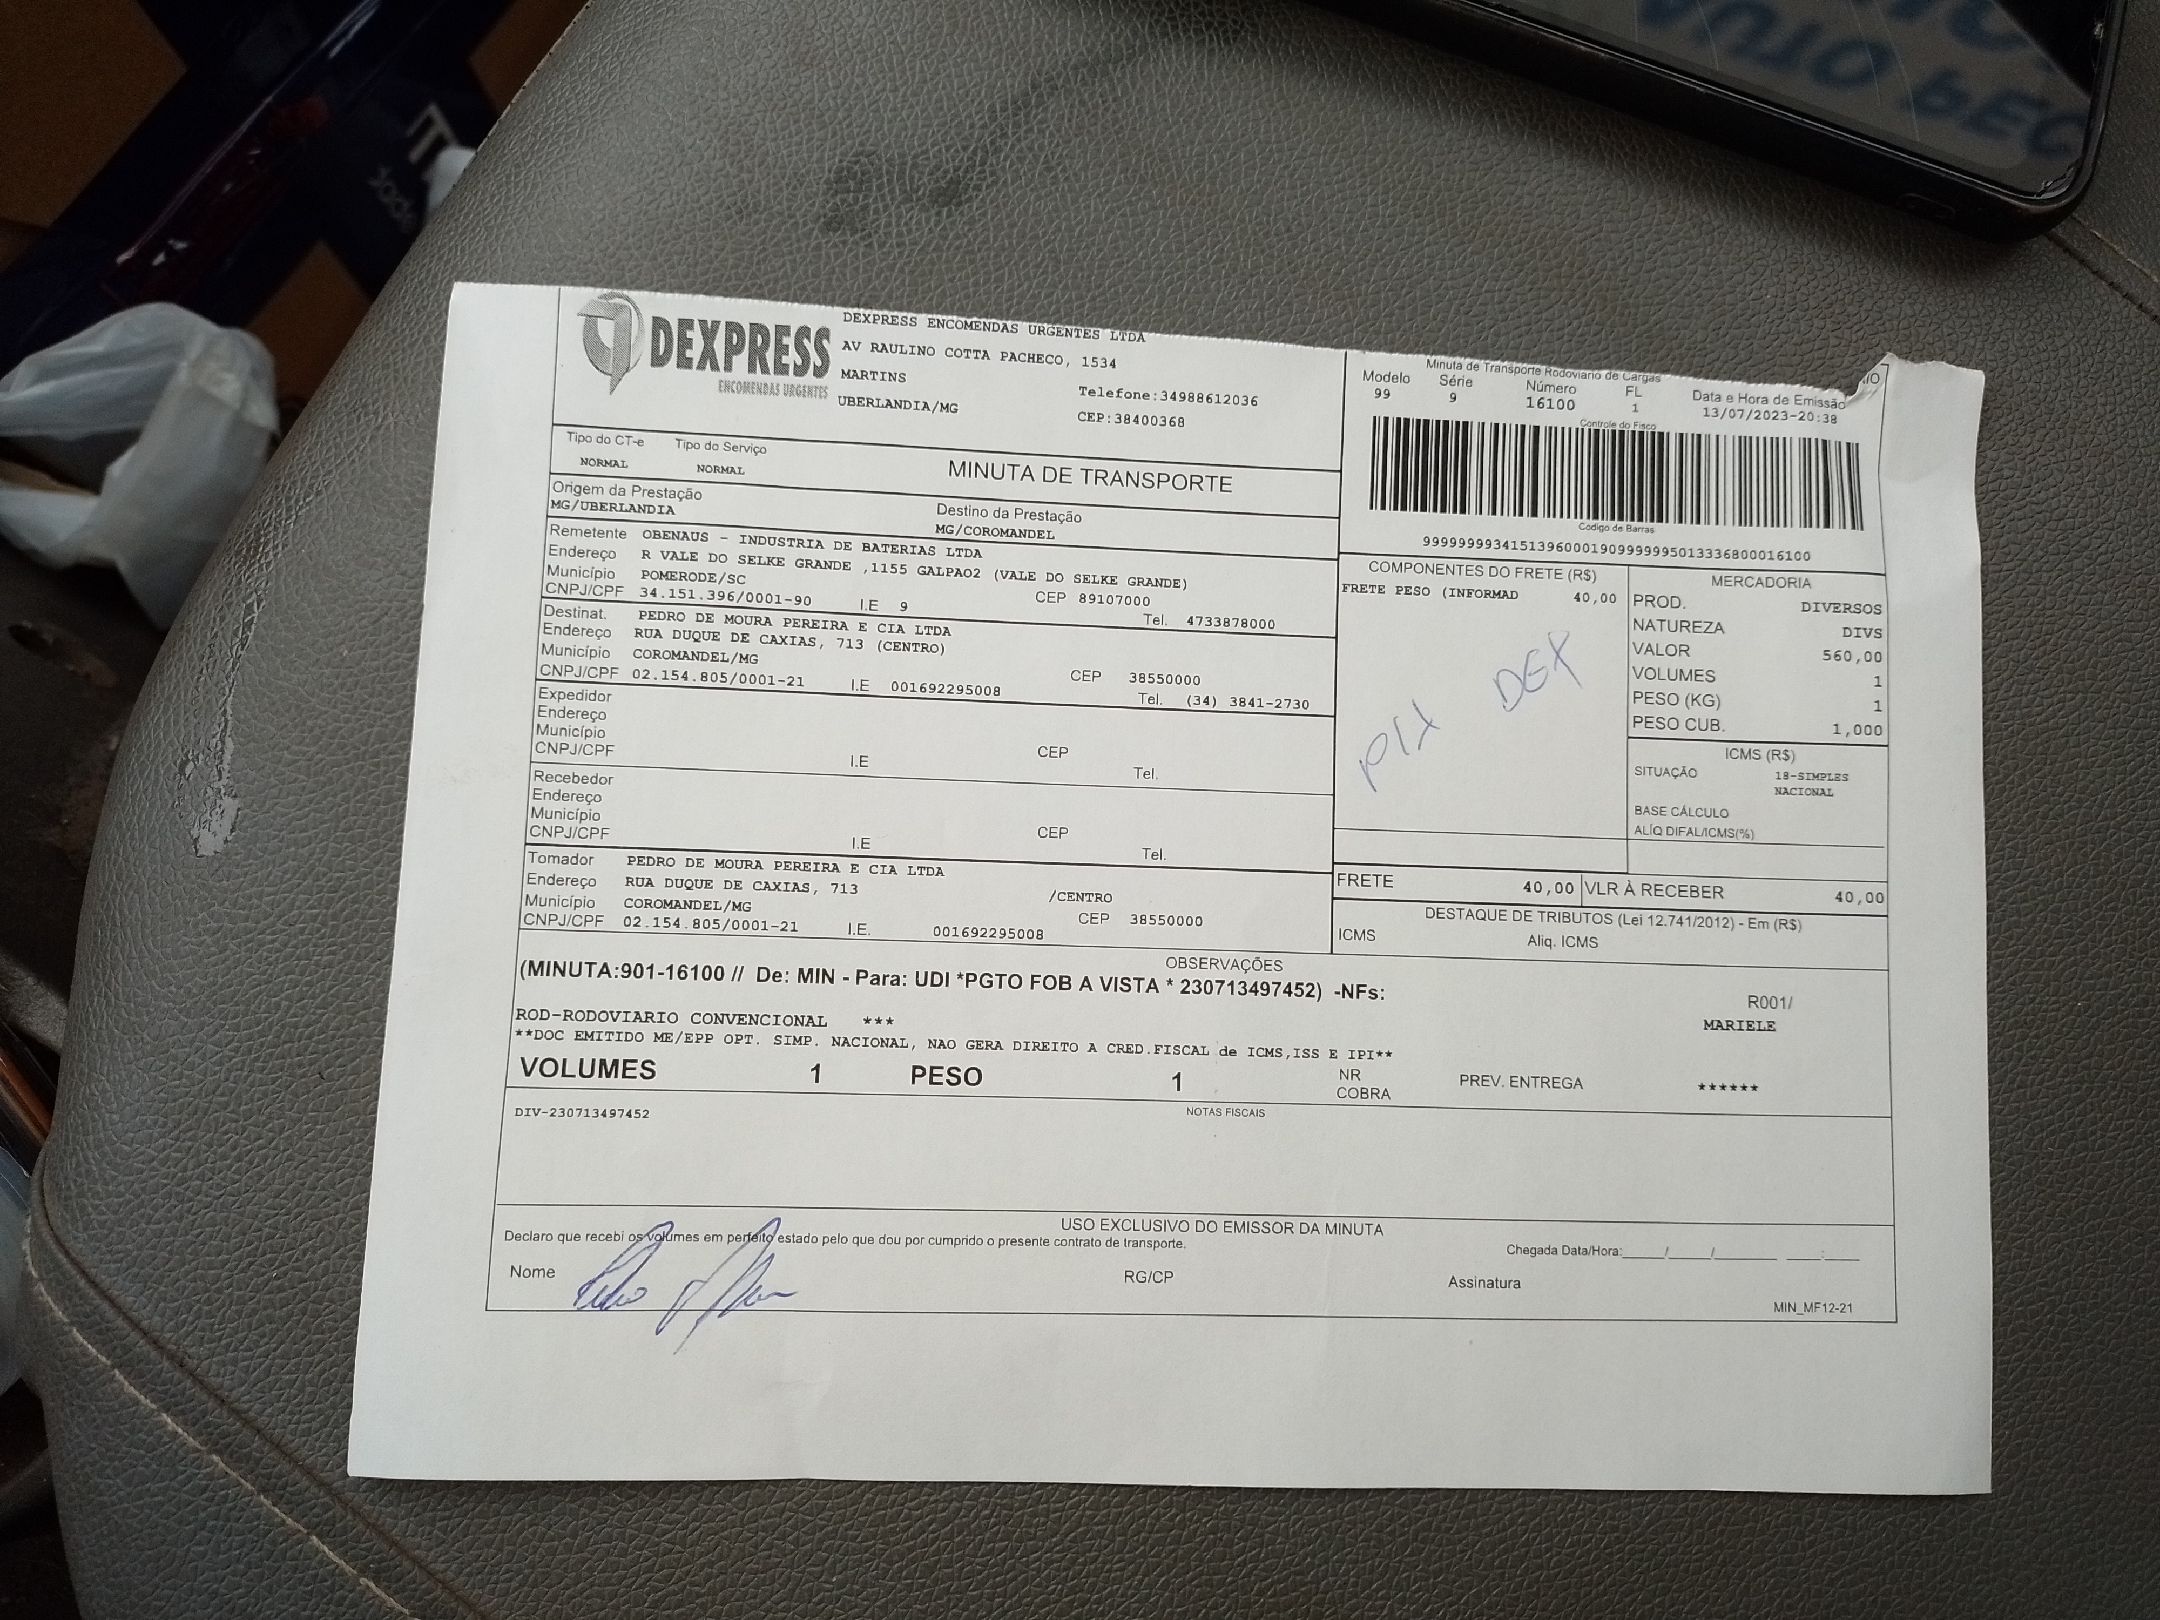 DEXPRESS
ENCOMENDAS URGENTES
DEXPRESS ENCOMENDAS URGENTES LTDA
AV RAULINO COTTA PACHECO, 1534
MARTINS
UBERLANDIA/MG
Telefone:34988612036
CEP:38400368
Minuta de Transporte Rodoviario de Cargas
Modelo Série Número FL Data e Hora de Emissão
99 9 16100 1 13/07/2023-20:38
Controle do Fisco
Codigo de Barras
99999999341513960001909999995013336800016100
Tipo do CT-e Tipo do Serviço
NORMAL NORMAL
MINUTA DE TRANSPORTE
Origem da Prestação Destino da Prestação
MG/UBERLANDIA MG/COROMANDEL
Remetente OBENAUS - INDUSTRIA DE BATERIAS LTDA
Endereço R VALE DO SELKE GRANDE ,1155 GALPAO2 (VALE DO SELKE GRANDE)
Município POMERODE/SC CEP 89107000
CNPJ/CPF 34.151.396/0001-90 I.E 9 Tel. 4733878000
Destinat. PEDRO DE MOURA PEREIRA E CIA LTDA
Endereço RUA DUQUE DE CAXIAS, 713 (CENTRO)
Município COROMANDEL/MG CEP 38550000
CNPJ/CPF 02.154.805/0001-21 I.E 001692295008 Tel. (34) 3841-2730
Expedidor
Endereço
Município CEP
CNPJ/CPF I.E Tel.
Recebedor
Endereço
Município CEP
CNPJ/CPF I.E Tel.
Tomador PEDRO DE MOURA PEREIRA E CIA LTDA
Endereço RUA DUQUE DE CAXIAS, 713 /CENTRO
Município COROMANDEL/MG CEP 38550000
CNPJ/CPF 02.154.805/0001-21 I.E. 001692295008
COMPONENTES DO FRETE (R$)
FRETE PESO (INFORMAD 40,00
PIX DEX
MERCADORIA
PROD. DIVERSOS
NATUREZA DIVS
VALOR 560,00
VOLUMES 1
PESO (KG) 1
PESO CUB. 1,000
ICMS (R$)
SITUAÇÃO 18-SIMPLES
NACIONAL
BASE CÁLCULO
ALÍQ DIFAL/ICMS(%)
FRETE 40,00 VLR À RECEBER 40,00
DESTAQUE DE TRIBUTOS (Lei 12.741/2012) - Em (R$)
ICMS Aliq. ICMS
OBSERVAÇÕES
(MINUTA:901-16100 // De: MIN - Para: UDI *PGTO FOB A VISTA * 230713497452) -NFs:
R001/
MARIELE
ROD-RODOVIARIO CONVENCIONAL ***
**DOC EMITIDO ME/EPP OPT. SIMP. NACIONAL, NAO GERA DIREITO A CRED.FISCAL de ICMS,ISS E IPI**
VOLUMES 1 PESO 1 NR COBRA PREV. ENTREGA ******
NOTAS FISCAIS
DIV-230713497452
USO EXCLUSIVO DO EMISSOR DA MINUTA
Declaro que recebi os volumes em perfeito estado pelo que dou por cumprido o presente contrato de transporte.
Chegada Data/Hora:_____/_____/_______ ____:____
Nome RG/CP Assinatura
MIN_MF12-21